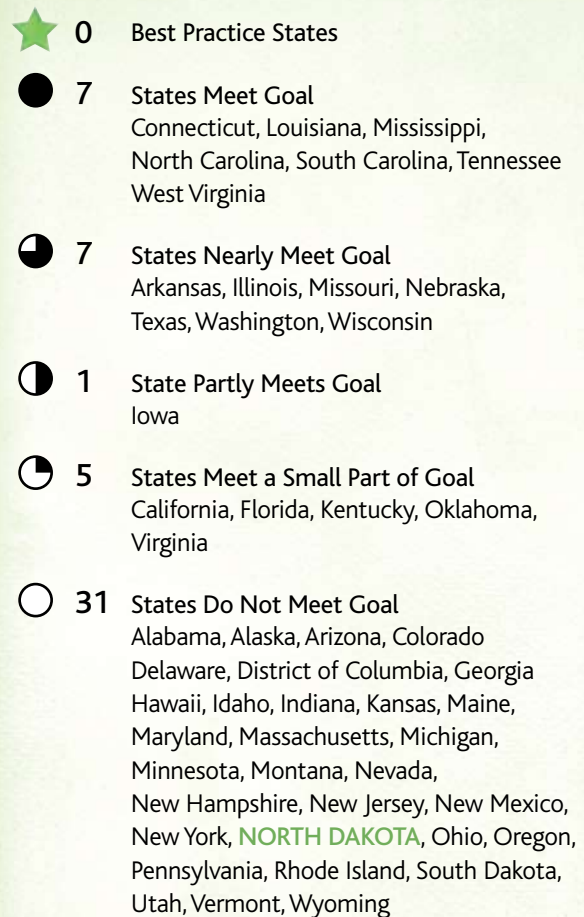 0 Best Practice States
7 States Meet Goal
Connecticut, Louisiana, Mississippi,
North Carolina, South Carolina, Tennessee
West Virginia
7 States Nearly Meet Goal
Arkansas, Illinois, Missouri, Nebraska,
Texas, Washington, Wisconsin
1 State Partly Meets Goal
Iowa
5 States Meet a Small Part of Goal
California, Florida, Kentucky, Oklahoma,
Virginia
31 States Do Not Meet Goal
Alabama, Alaska, Arizona, Colorado
Delaware, District of Columbia, Georgia
Hawaii, Idaho, Indiana, Kansas, Maine,
Maryland, Massachusetts, Michigan,
Minnesota, Montana, Nevada,
New Hampshire, New Jersey, New Mexico,
New York, NORTH DAKOTA, Ohio, Oregon,
Pennsylvania, Rhode Island, South Dakota,
Utah, Vermont, Wyoming